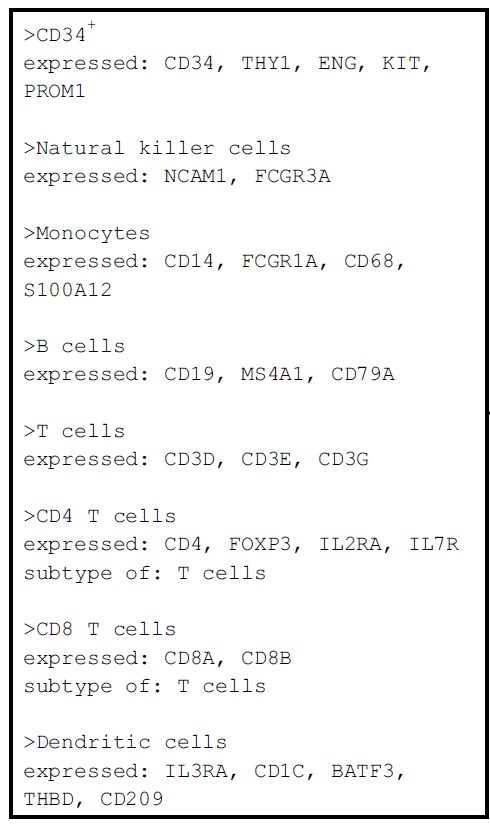 >CD34+
expressed: CD34, THY1, ENG, KIT,
PROM1
>Natural killer cells
expressed: NCAM1, FCGR3A
>Monocytes
expressed: CD14, FCGR1A, CD68,
S100A12
>B cells
expressed: CD19, MS4A1, CD79A
>T cells
expressed: CD3D, CD3E, CD3G
>CD4 T cells
expressed: CD4, FOXP3, IL2RA, IL7R
subtype of: T cells
>CD8 T cells
expressed: CD8A, CD8B
subtype of: T cells
>Dendritic cells
expressed: IL3RA, CD1C, BATF3,
THBD, CD209